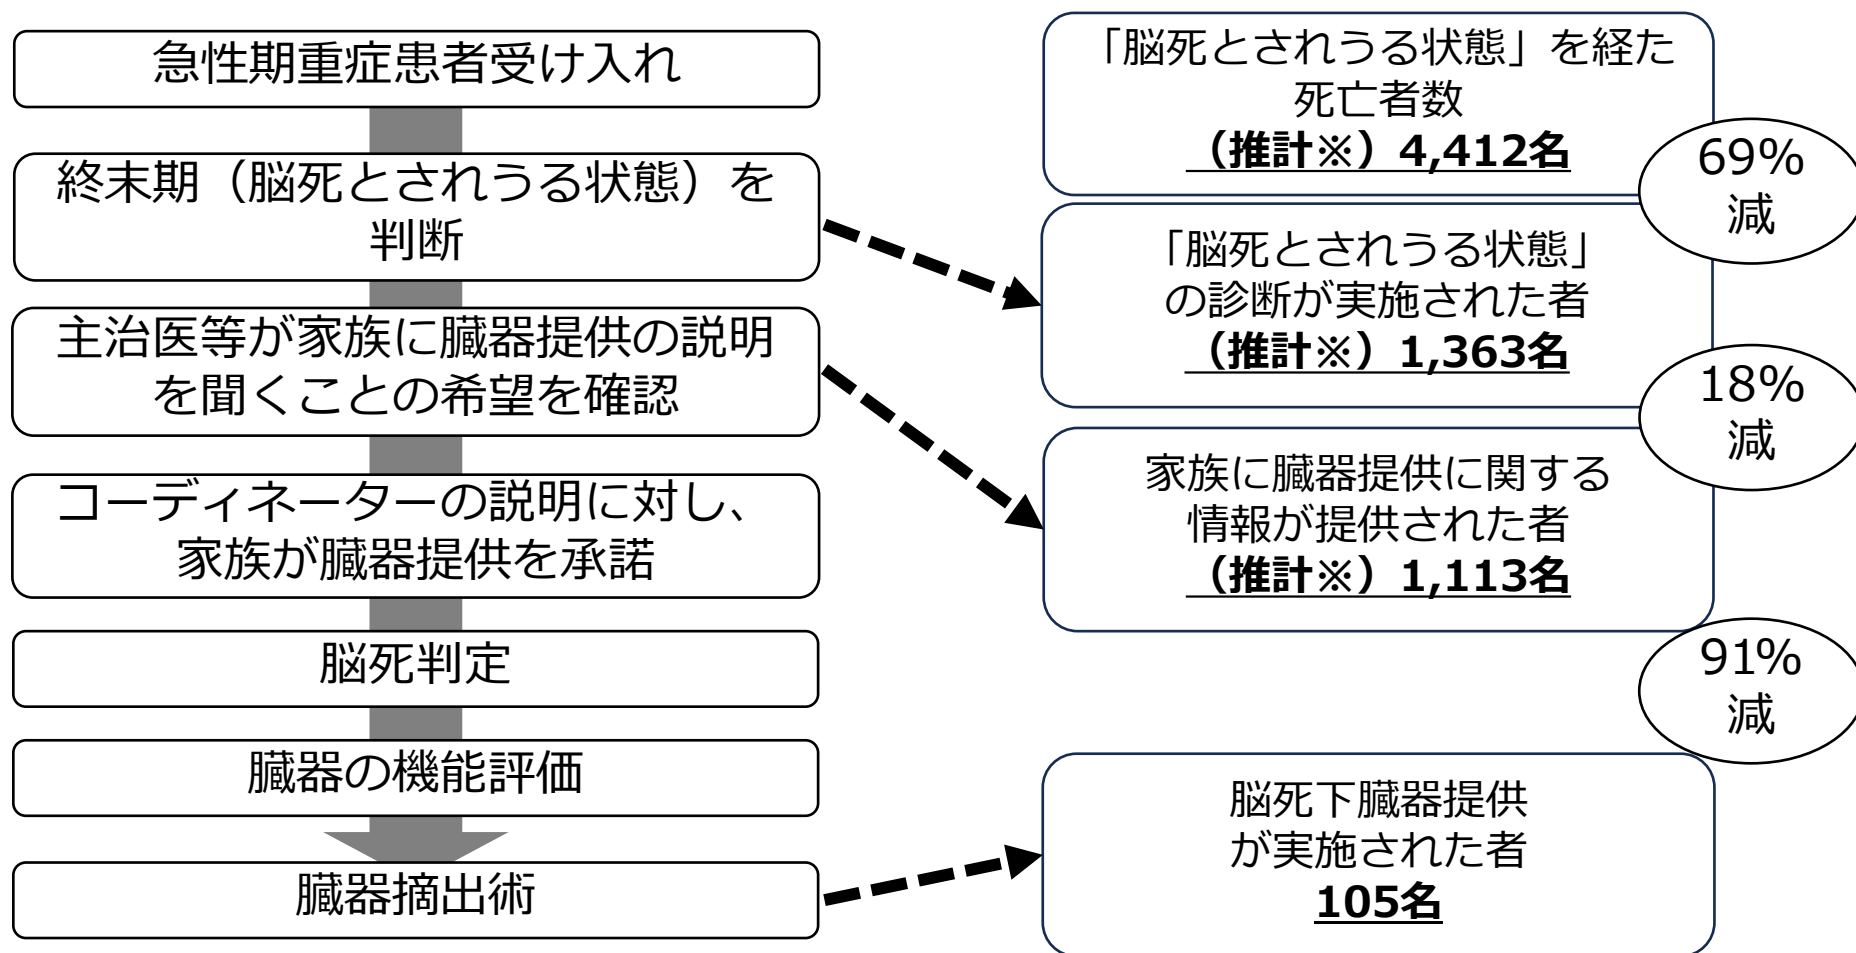 急性期重症患者受け入れ
終末期（脳死とされうる状態）を
判断
主治医等が家族に臓器提供の説明
を聞くことの希望を確認
コーディネーターの説明に対し、
家族が臓器提供を承諾
脳死判定
臓器の機能評価
臓器摘出術
「脳死とされうる状態」を経た
死亡者数
（推計※）4,412名
69%
減
「脳死とされうる状態」
の診断が実施された者
（推計※）1,363名
18%
減
家族に臓器提供に関する
情報が提供された者
（推計※）1,113名
91%
減
脳死下臓器提供
が実施された者
105名